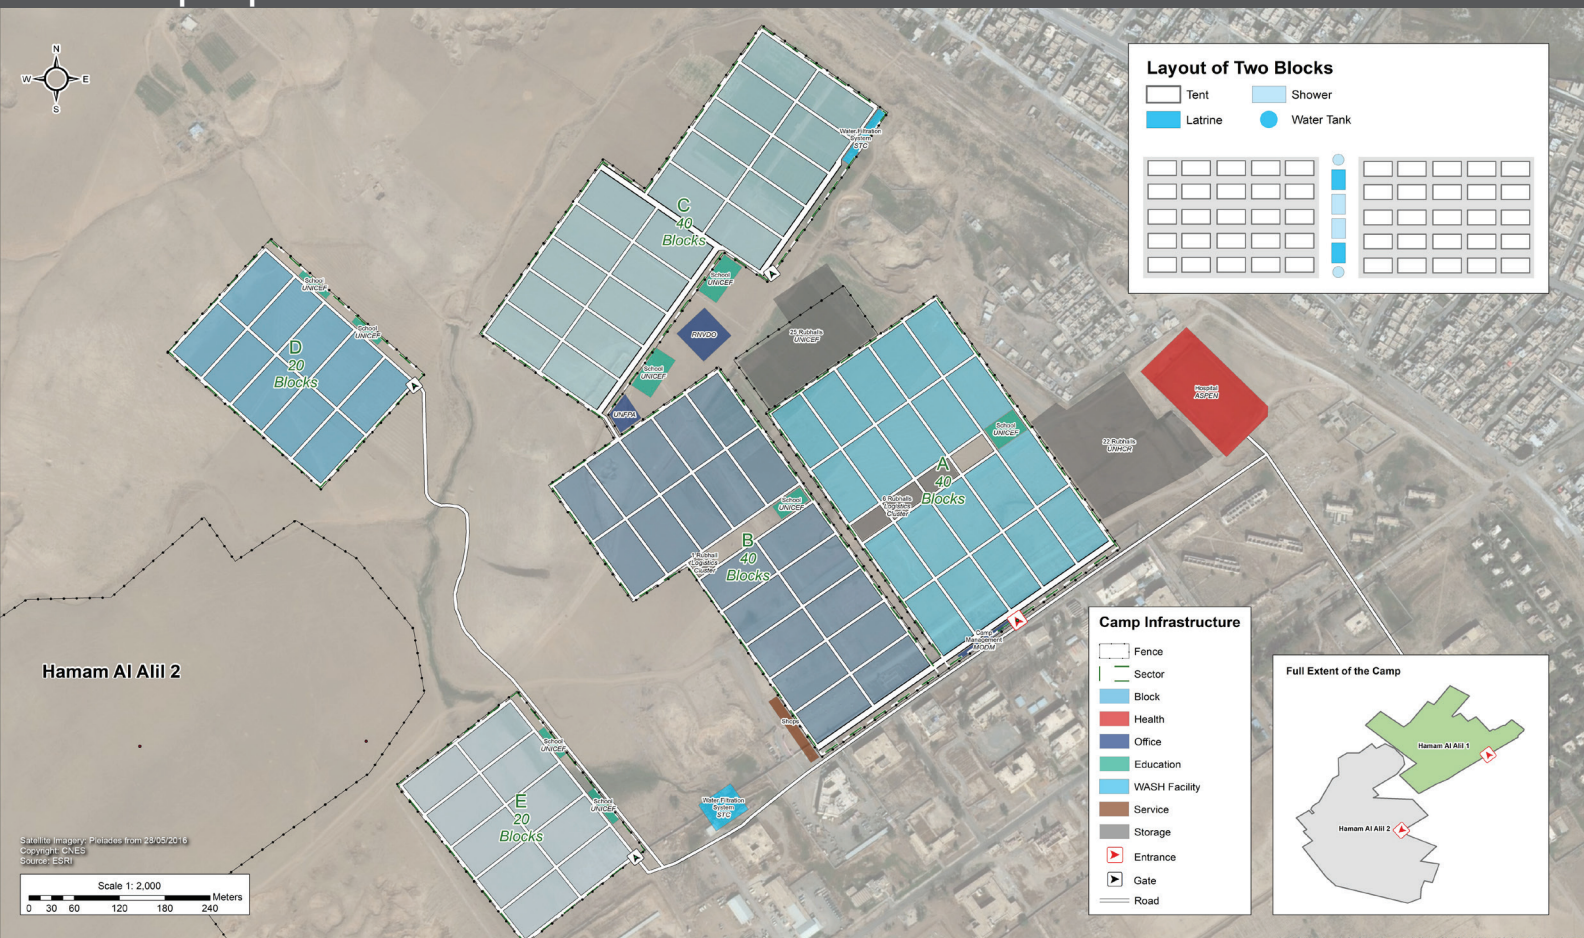 N
W
E
S
Layout of Two Blocks
Tent
Shower
Latrine
Water Tank
Water Filtration
System
STC
C
40
Blocks
School
UNICEF
RNVDO
School
UNICEF
UNFPA
25 Rubhalls
UNICEF
School
UNICEF
School
UNICEF
D
20
Blocks
Hospital
ASPEN
School
UNICEF
22 Rubhalls
UNHCR
A
40
Blocks
6 Rubhalls
Logistics
Cluster
School
UNICEF
B
40
Blocks
1 Rubhall
Logistics
Cluster
Camp
Management
MODM
Shops
Hamam Al Alil 2
School
UNICEF
School
UNICEF
E
20
Blocks
Water Filtration
System
STC
Camp Infrastructure
Fence
Sector
Block
Health
Office
Education
WASH Facility
Service
Storage
Entrance
Gate
Road
Full Extent of the Camp
Hamam Al Alil 1
Hamam Al Alil 2
Satellite Imagery: Pleiades from 28/05/2016
Copyright: CNES
Source: ESRI
Scale 1: 2,000
Meters
0 30 60 120 180 240